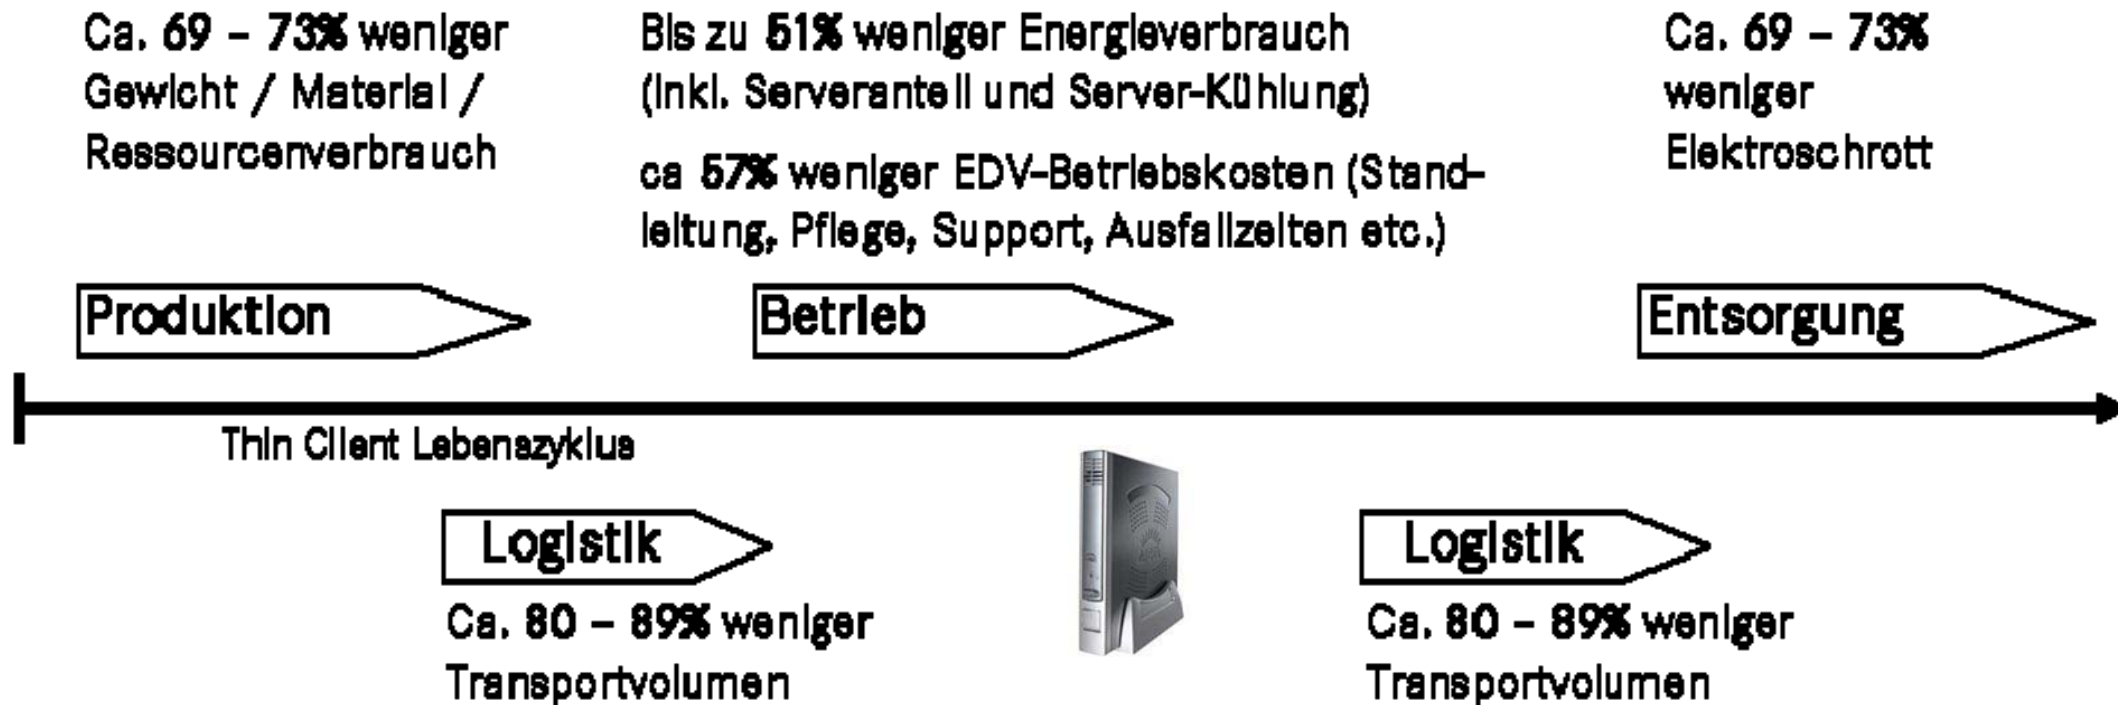 Ca. 69 – 73% weniger
Gewicht / Material /
Ressourcenverbrauch
Bis zu 51% weniger Energieverbrauch
(inkl. Serveranteil und Server-Kühlung)
ca 57% weniger EDV-Betriebskosten (Stand-
leitung, Pflege, Support, Ausfallzeiten etc.)
Ca. 69 – 73%
weniger
Elektroschrott
Produktion
Betrieb
Entsorgung
Thin Client Lebenszyklus
Logistik
Ca. 80 – 89% weniger
Transportvolumen
Logistik
Ca. 80 – 89% weniger
Transportvolumen